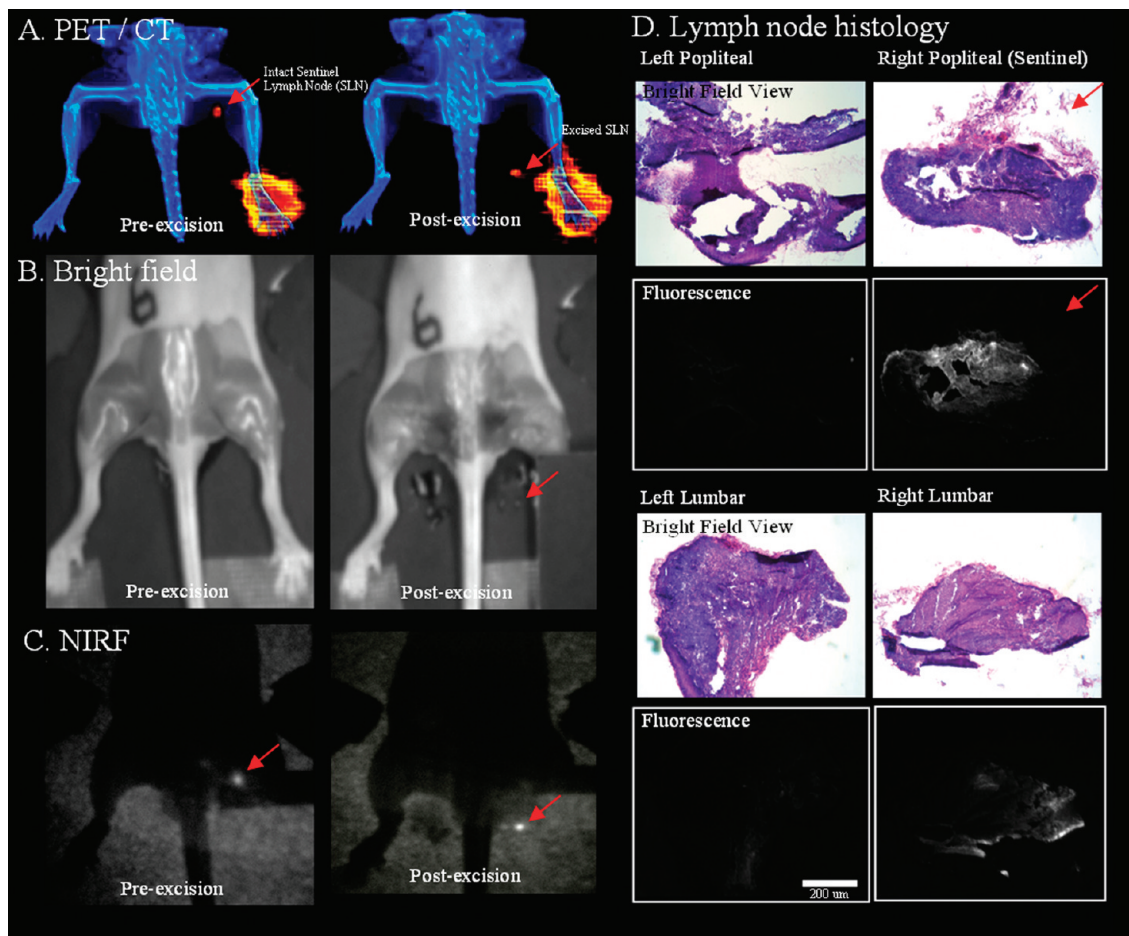 A. PET / CT
Intact Sentinel
Lymph Node (SLN)
Pre-excision
Excised SLN
Post-excision
B. Bright field
6
Pre-excision
6
Post-excision
C. NIRF
Pre-excision
Post-excision
D. Lymph node histology
Left Popliteal
Right Popliteal (Sentinel)
Bright Field View
Fluorescence
Left Lumbar
Right Lumbar
Bright Field View
Fluorescence
200 um